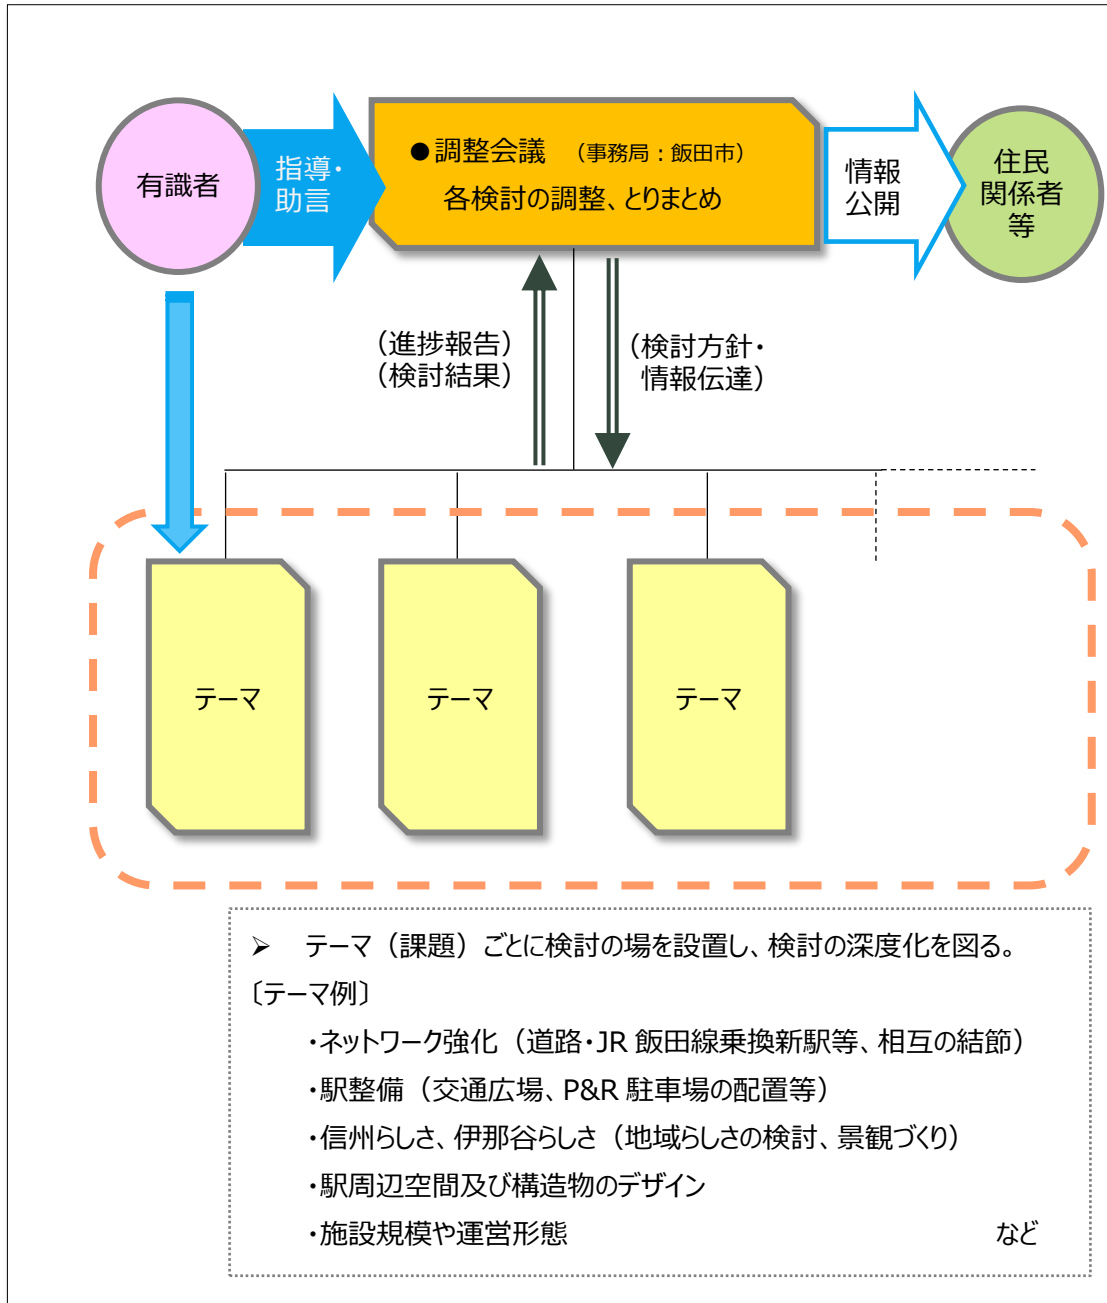 有識者
指導・
助言
●調整会議 （事務局：飯田市）
各検討の調整、とりまとめ
情報
公開
住民
関係者
等
（進捗報告）
（検討結果）
（検討方針・
情報伝達）
テーマ
テーマ
テーマ
➢ テーマ（課題）ごとに検討の場を設置し、検討の深度化を図る。
〔テーマ例〕
・ネットワーク強化（道路・JR 飯田線乗換新駅等、相互の結節）
・駅整備（交通広場、P&R 駐車場の配置等）
・信州らしさ、伊那谷らしさ（地域らしさの検討、景観づくり）
・駅周辺空間及び構造物のデザイン
・施設規模や運営形態 など